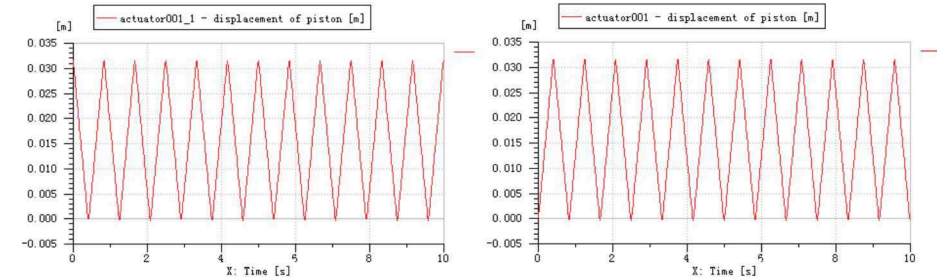 actuator001_1 - displacement of piston [m]
[m]
0.035
0.030
0.025
0.020
0.015
0.010
0.005
0.000
-0.005
0 2 4 6 8 10
X: Time [s]
actuator001 - displacement of piston [m]
[m]
0.035
0.030
0.025
0.020
0.015
0.010
0.005
0.000
-0.005
0 2 4 6 8 10
X: Time [s]